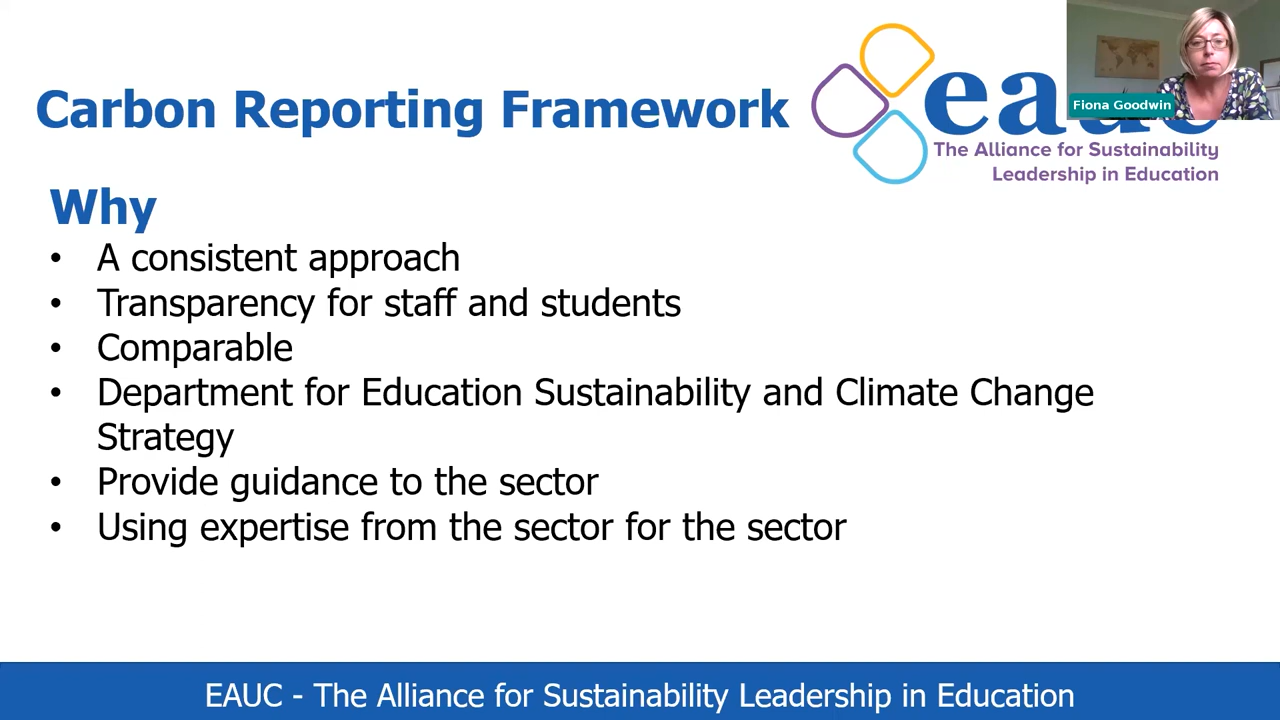 Carbon Reporting Framework
eauc
Fiona Goodwin
The Alliance for Sustainability
Leadership in Education
Why
• A consistent approach
• Transparency for staff and students
• Comparable
• Department for Education Sustainability and Climate Change
Strategy
• Provide guidance to the sector
• Using expertise from the sector for the sector
EAUC - The Alliance for Sustainability Leadership in Education